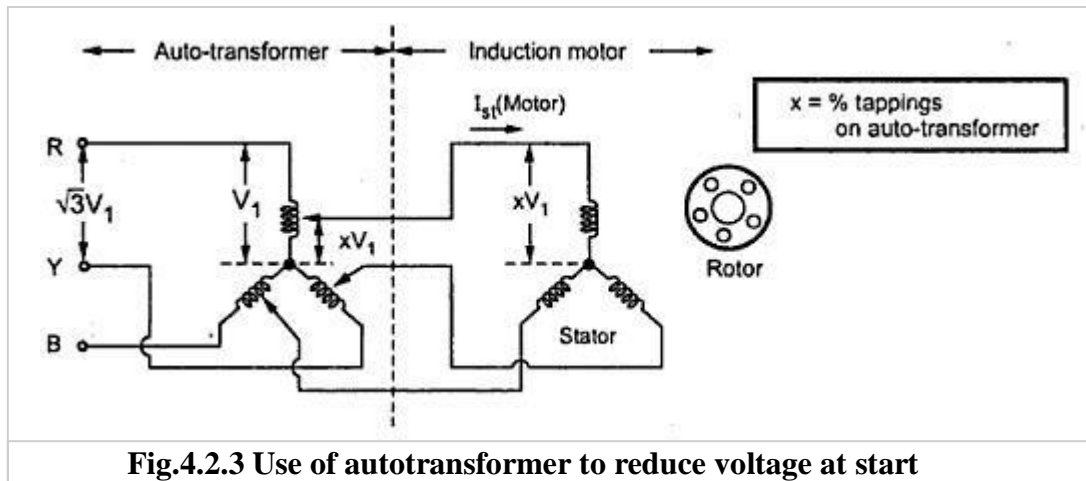 Auto-transformer
Induction motor
I_st(Motor)
x = % tappings
on auto-transformer
R
√3V₁
V₁
xV₁
xV₁
Y
B
Rotor
Stator
Fig.4.2.3 Use of autotransformer to reduce voltage at start